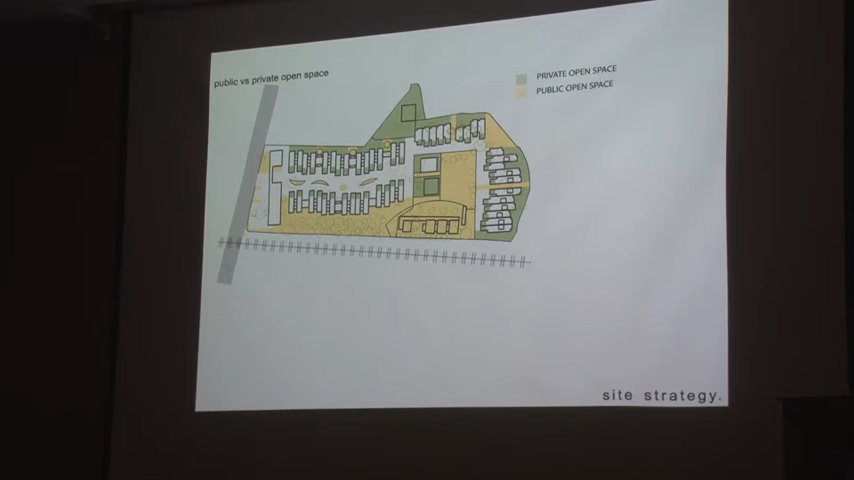 public vs private open space
PRIVATE OPEN SPACE
PUBLIC OPEN SPACE
site strategy.